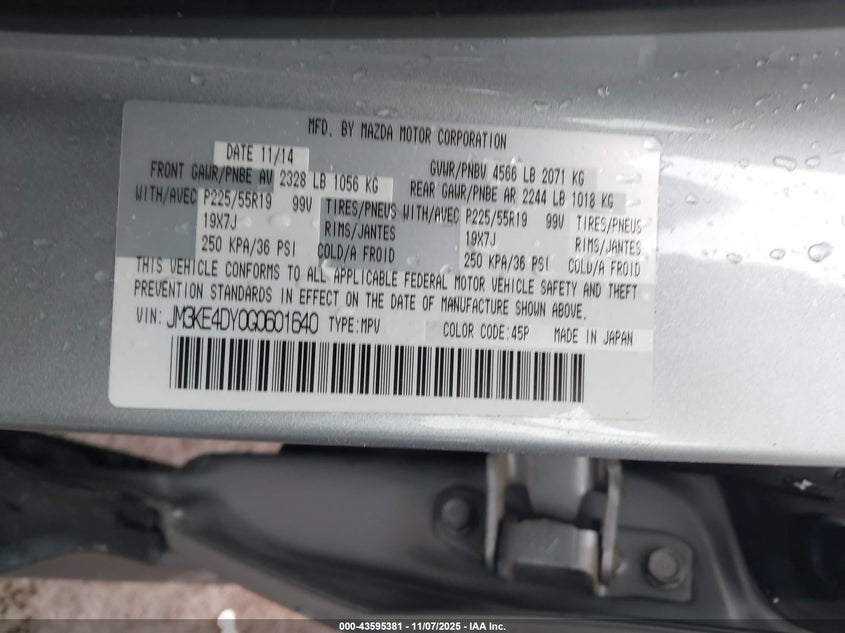 MFD. BY MAZDA MOTOR CORPORATION
DATE 11/14 GVWR/PNBV 4566 LB 2071 KG
FRONT GAWR/PNBE AV 2328 LB 1056 KG REAR GAWR/PNBE AR 2244 LB 1018 KG
WITH/AVEC P225/55R19 99V TIRES/PNEUS WITH/AVEC P225/55R19 99V TIRES/PNEUS
19X7J RIMS/JANTES 19X7J RIMS/JANTES
250 KPA/36 PSI COLD/A FROID 250 KPA/36 PSI COLD/A FROID
THIS VEHICLE CONFORMS TO ALL APPLICABLE FEDERAL MOTOR VEHICLE SAFETY AND THEFT
PREVENTION STANDARDS IN EFFECT ON THE DATE OF MANUFACTURE SHOWN ABOVE.
VIN: JM3KE4DY0G0601640 TYPE:MPV COLOR CODE:45P MADE IN JAPAN
000-43595381 - 11/07/2025 - IAA Inc.